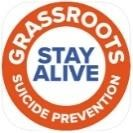 GRASSROOTS
STAY
ALIVE
SUICIDE PREVENTION